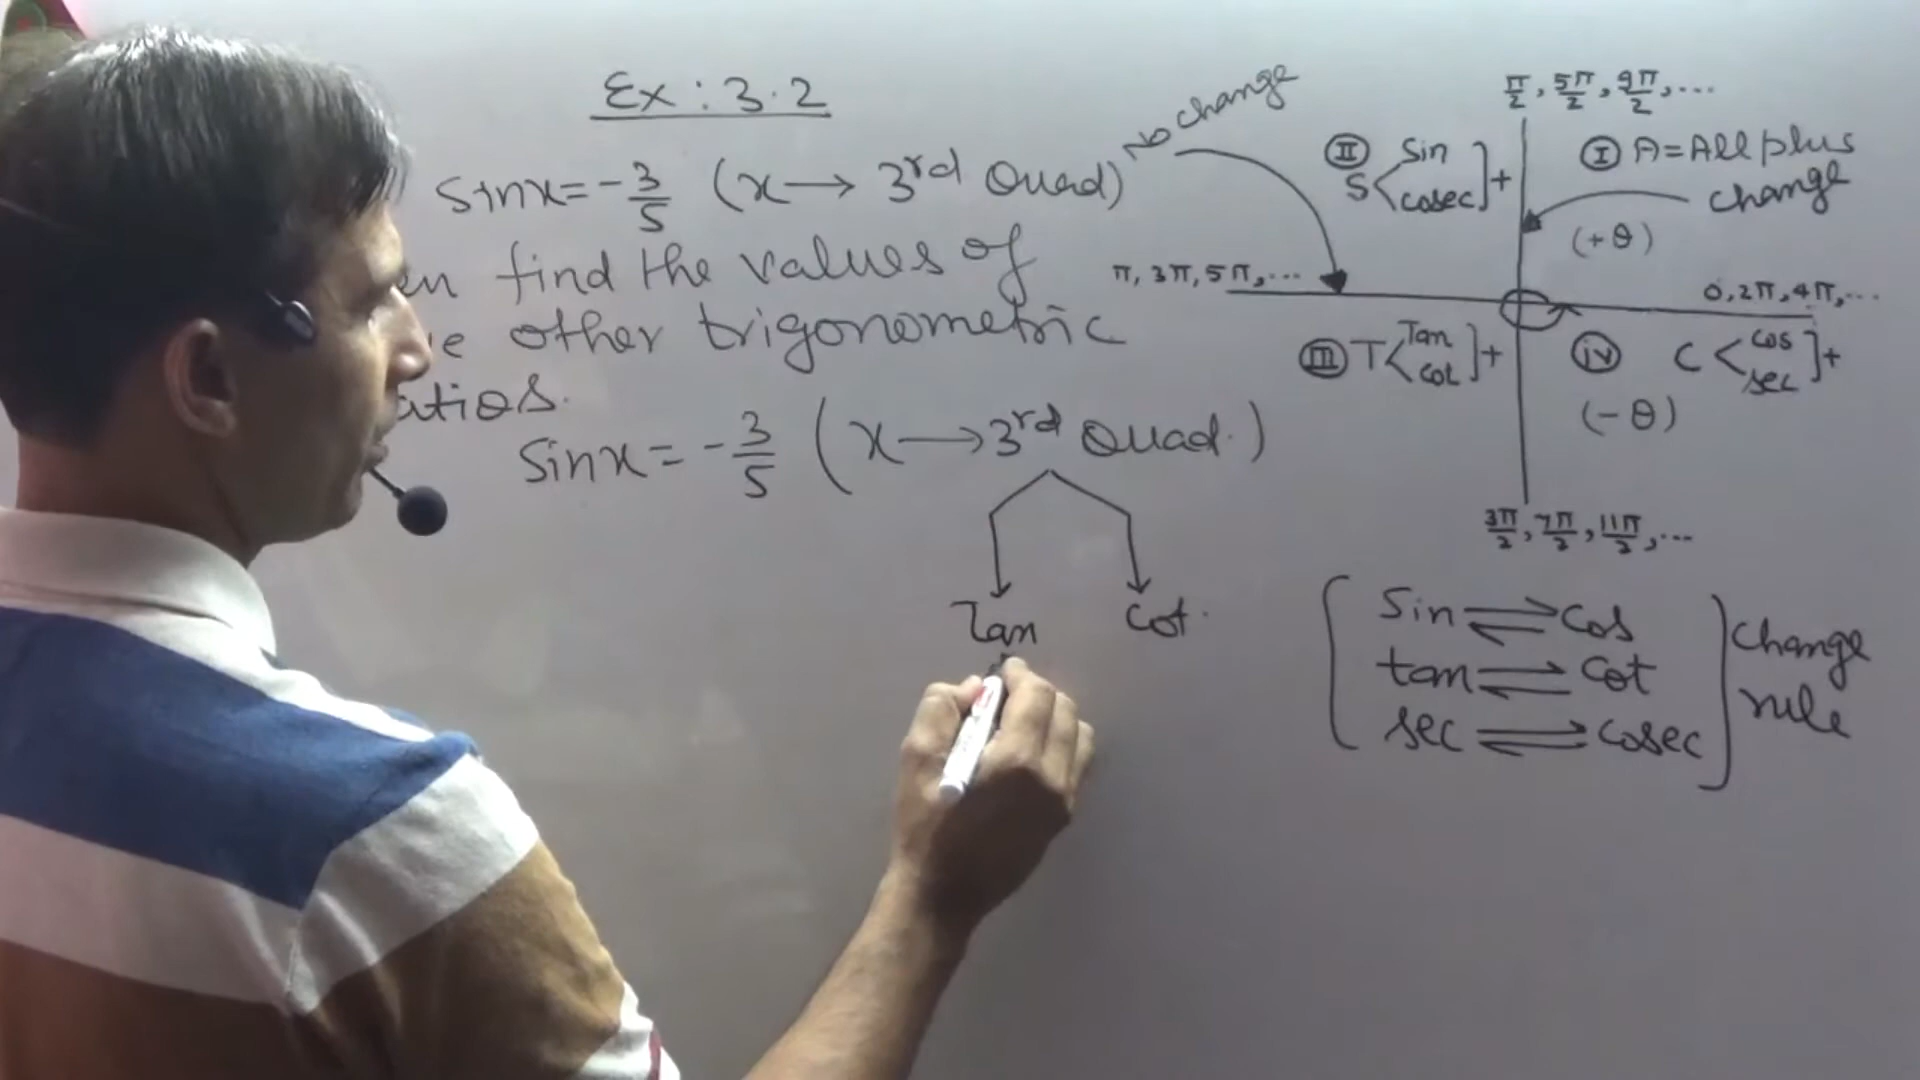 Ex : 3.2
Sinx = -3/5 (x → 3rd Quad)
find the values of
other trigonometric
Sinx = -3/5 (x → 3rd Quad.)
Tan Cot.
No change
π/2, 5π/2, 9π/2, ...
II S < Sin cosec ] +
I A = All plus
change
(+θ)
π, 3π, 5π, ...
0, 2π, 4π, ...
III T < Tan Cot ] +
iv C < cos sec ] +
(-θ)
3π/2, 7π/2, 11π/2, ...
Sin ⇌ Cos
tan ⇌ Cot
sec ⇌ Cosec
Change
rule